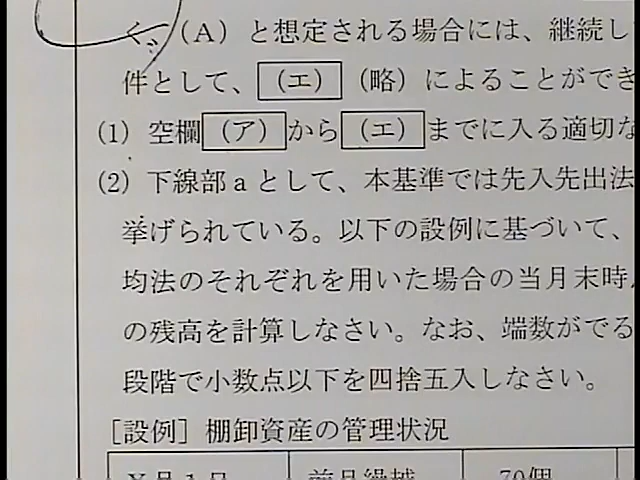 く (A) と想定される場合には、継続し
件として、 (エ) (略) によることができ
(1) 空欄 (ア) から (エ) までに入る適切な
(2) 下線部aとして、本基準では先入先出法
挙げられている。以下の設例に基づいて、
均法のそれぞれを用いた場合の当月末時
の残高を計算しなさい。なお、端数がでる
段階で小数点以下を四捨五入しなさい。
[設例] 棚卸資産の管理状況
X月1日 前月繰越 70個